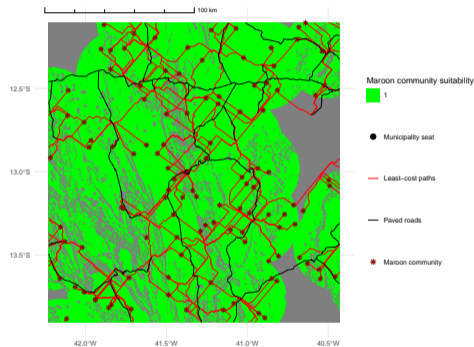 100 km
12.5°S
13.0°S
13.5°S
42.0°W
41.5°W
41.0°W
40.5°W
Maroon community suitability
1
Municipality seat
Least-cost paths
Paved roads
Maroon community